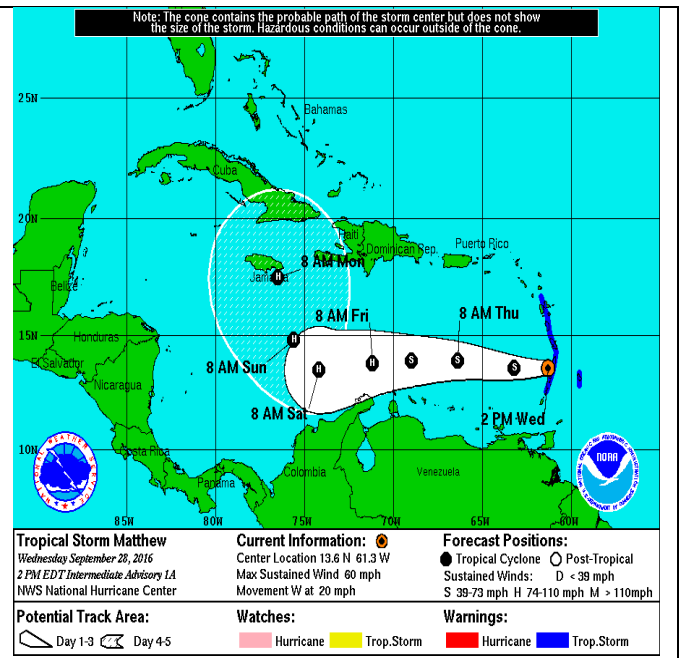 Note: The cone contains the probable path of the storm center but does not show
the size of the storm. Hazardous conditions can occur outside of the cone.
25N
Bahamas
Cuba
20N
Haiti
Dominican Rep.
Puerto Rico
8 AM Mon
Jamaica
H
Belize
8 AM Fri
8 AM Thu
15N
Honduras
H
H
H
S
S
S
8 AM Sun
El Salvador
Nicaragua
8 AM Sat
2 PM Wed
10N
Costa Rica
Panama
Colombia
Venezuela
NATIONAL WEATHER SERVICE
NOAA
85W
80W
75W
70W
65W
60W
Tropical Storm Matthew
Wednesday September 28, 2016
2 PM EDT Intermediate Advisory 1A
NWS National Hurricane Center
Current Information:
Center Location 13.6 N 61.3 W
Max Sustained Wind 60 mph
Movement W at 20 mph
Forecast Positions:
Tropical Cyclone Post-Tropical
Sustained Winds: D < 39 mph
S 39-73 mph H 74-110 mph M > 110mph
Potential Track Area:
Day 1-3 Day 4-5
Watches:
Hurricane Trop.Storm
Warnings:
Hurricane Trop.Storm